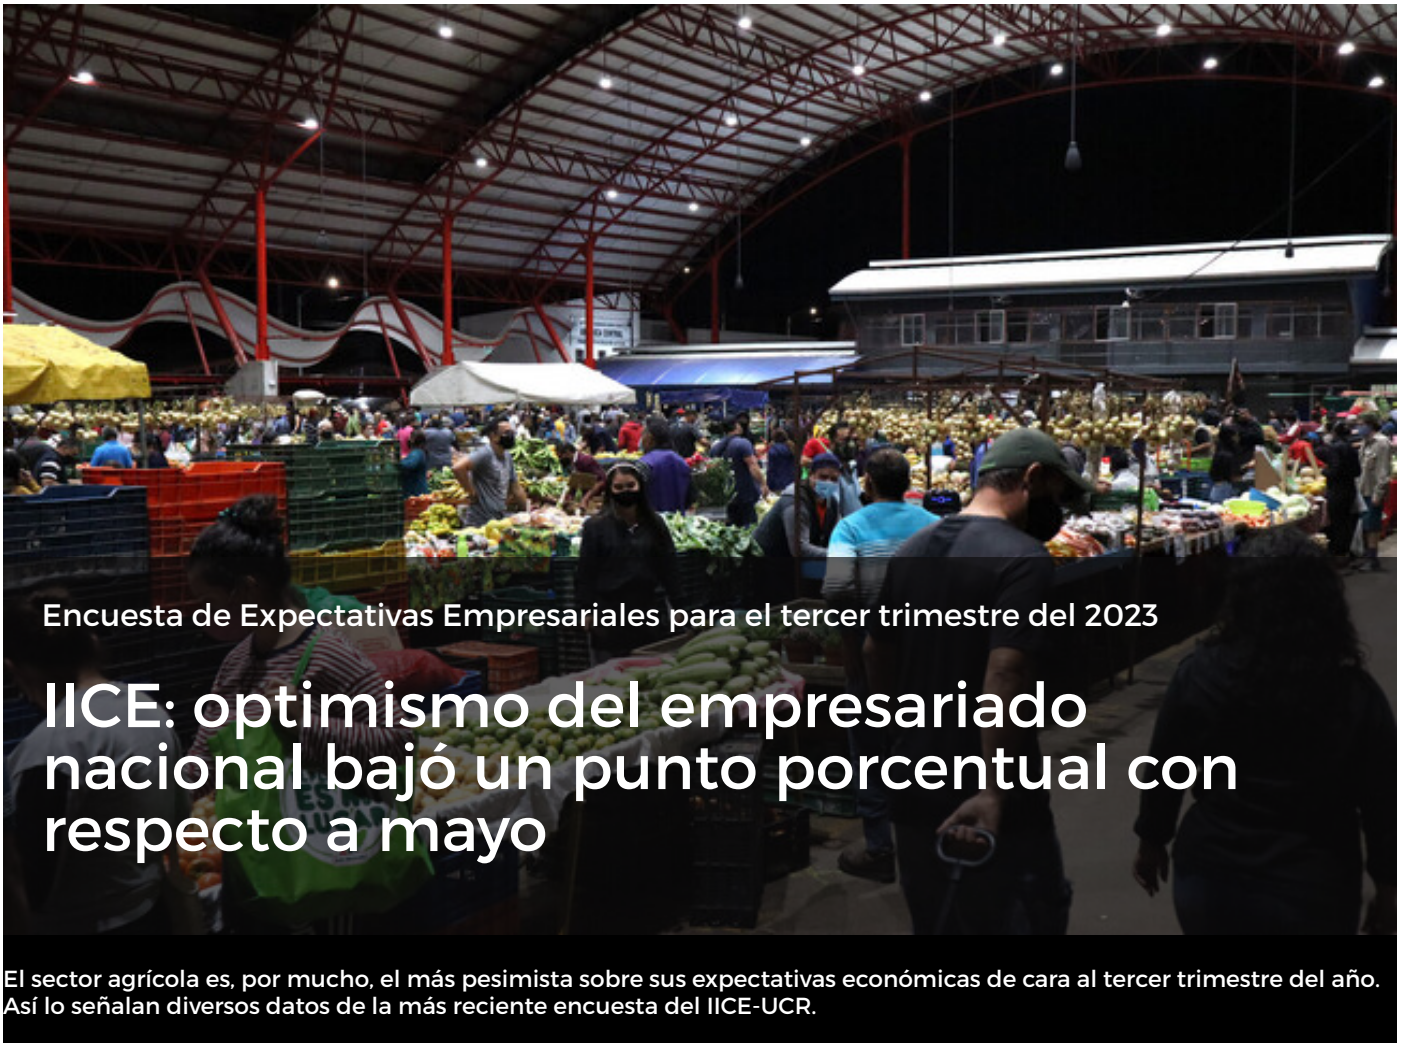 Encuesta de Expectativas Empresariales para el tercer trimestre del 2023
IICE: optimismo del empresariado
nacional bajó un punto porcentual con
respecto a mayo
El sector agrícola es, por mucho, el más pesimista sobre sus expectativas económicas de cara al tercer trimestre del año.
Así lo señalan diversos datos de la más reciente encuesta del IICE-UCR.